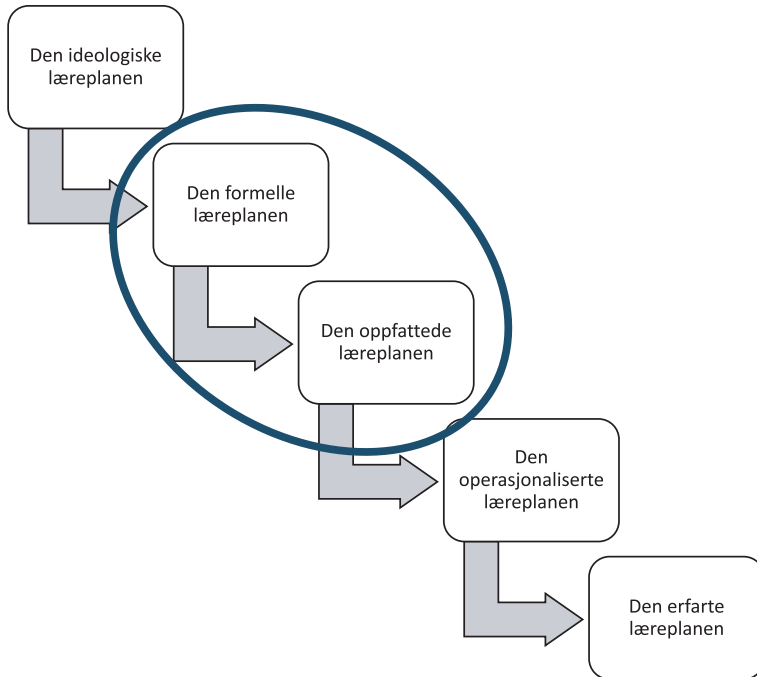 Den ideologiske
læreplanen
Den formelle
læreplanen
Den oppfattede
læreplanen
Den
operasjonaliserte
læreplanen
Den erfarte
læreplanen